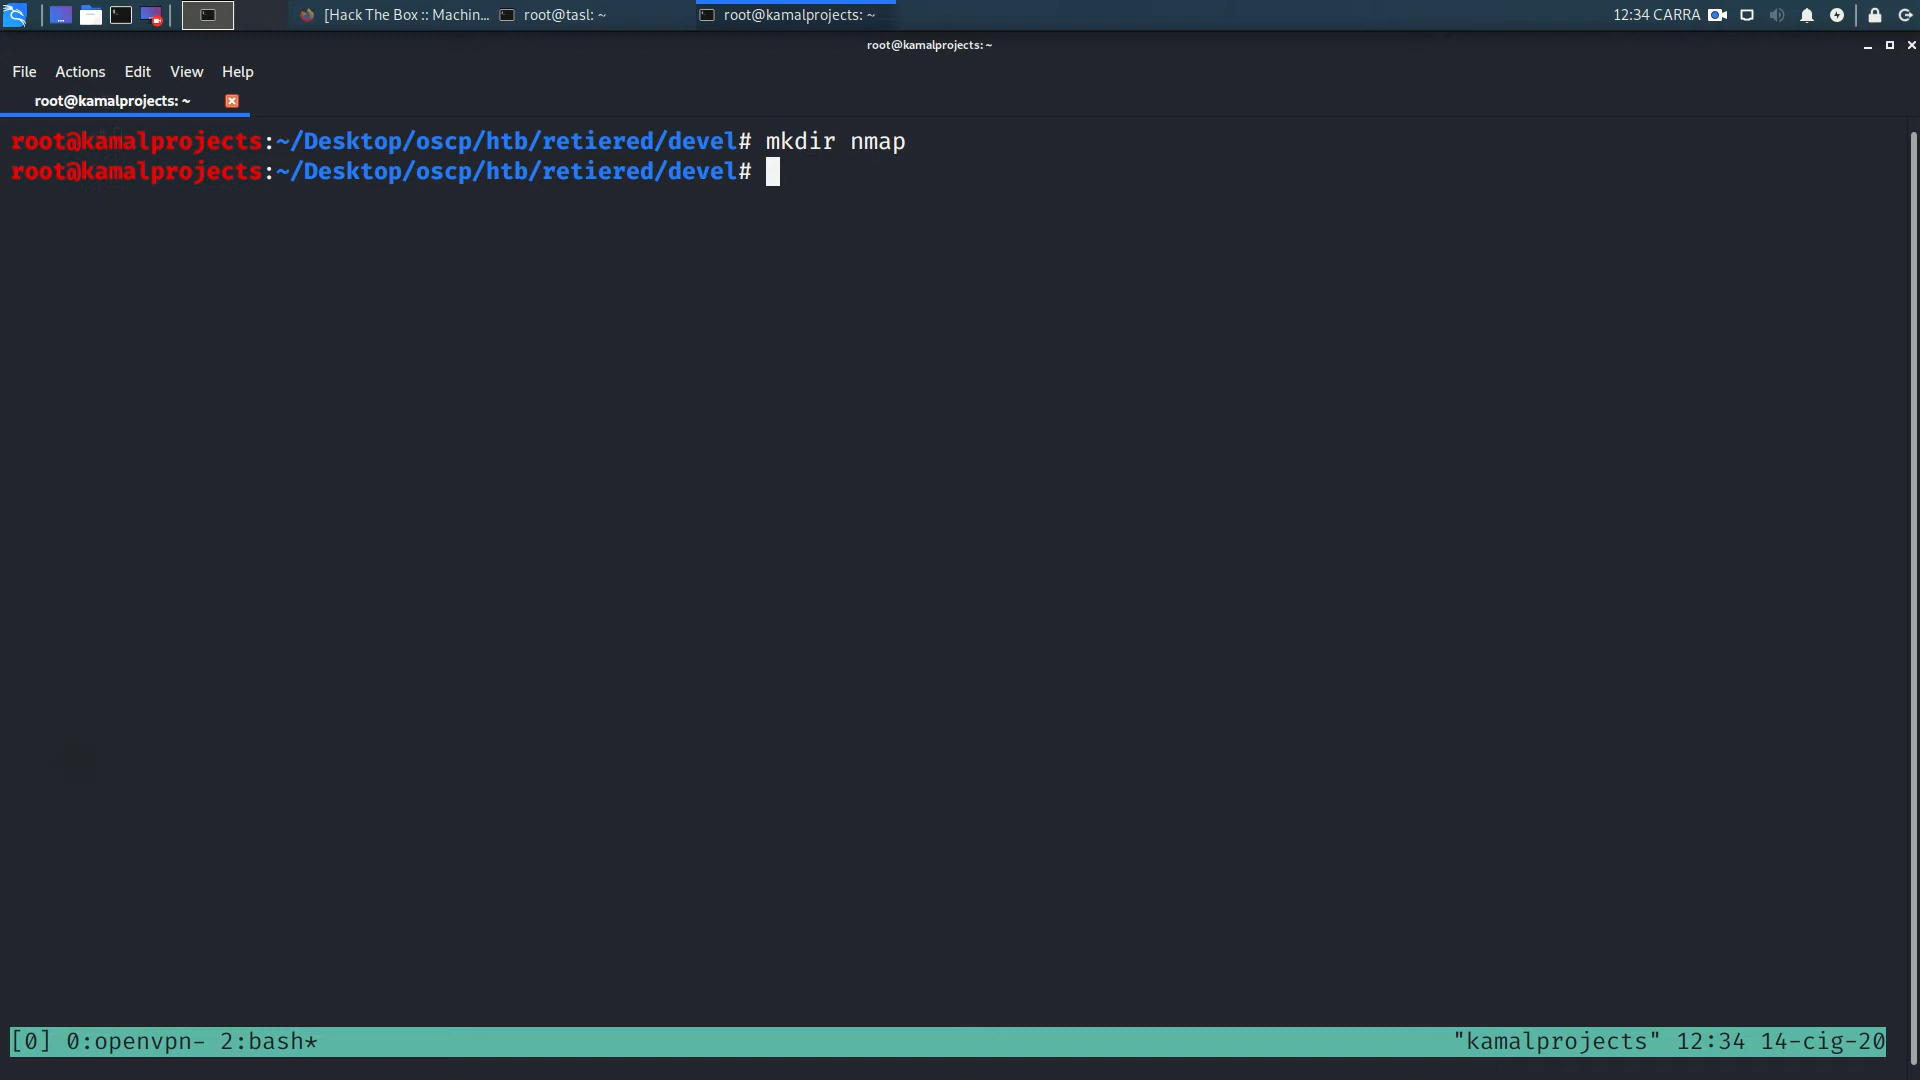 [Hack The Box :: Machin... root@tasl: ~ root@kamalprojects: ~ 12:34 CARRA
root@kamalprojects: ~
File Actions Edit View Help
root@kamalprojects: ~
root@kamalprojects:~/Desktop/oscp/htb/retiered/devel# mkdir nmap
root@kamalprojects:~/Desktop/oscp/htb/retiered/devel#
[0] 0:openvpn- 2:bash* "kamalprojects" 12:34 14-cig-20